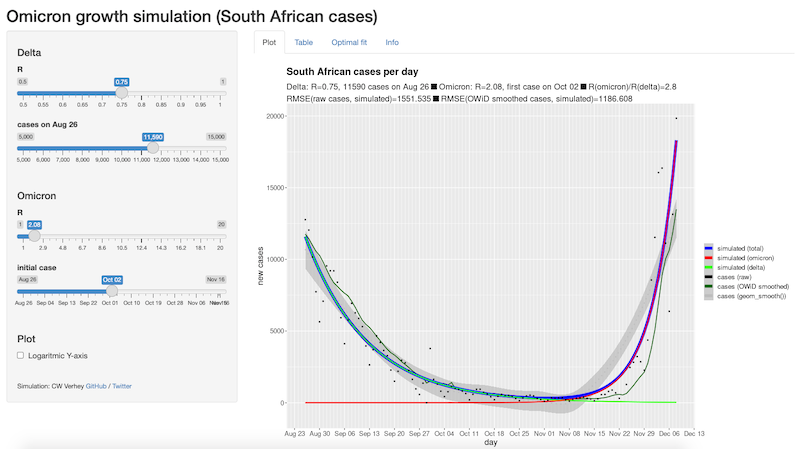 Omicron growth simulation (South African cases)
Delta
R
0.5 0.75 1
0.5 0.55 0.6 0.65 0.7 0.75 0.8 0.85 0.9 0.95 1
cases on Aug 26
5,000 11,590 15,000
5,000 6,000 7,000 8,000 9,000 10,000 11,000 12,000 13,000 14,000 15,000
Omicron
R
1 2.08 20
1 2.9 4.8 6.7 8.6 10.5 12.4 14.3 16.2 18.1 20
initial case
Aug 26 Oct 02 Nov 16
Aug 26 Sep 06 Sep 13 Sep 22 Oct 01 Oct 10 Oct 19 Oct 28 Nov 06
Plot
Logaritmic Y-axis
Simulation: CW Verhey GitHub / Twitter
Plot Table Optimal fit Info
South African cases per day
Delta: R=0.75, 11590 cases on Aug 26 ■ Omicron: R=2.08, first case on Oct 02 ■ R(omicron)/R(delta)=2.8
RMSE(raw cases, simulated)=1551.535 ■ RMSE(OWiD smoothed cases, simulated)=1186.608
20000
15000
10000
5000
0
new cases
Aug 23 Aug 30 Sep 06 Sep 13 Sep 20 Sep 27 Oct 04 Oct 11 Oct 18 Oct 25 Nov 01 Nov 08 Nov 15 Nov 22 Nov 29 Dec 06 Dec 13
day
simulated (total)
simulated (omicron)
simulated (delta)
cases (raw)
cases (OWiD smoothed)
cases (geom_smooth())